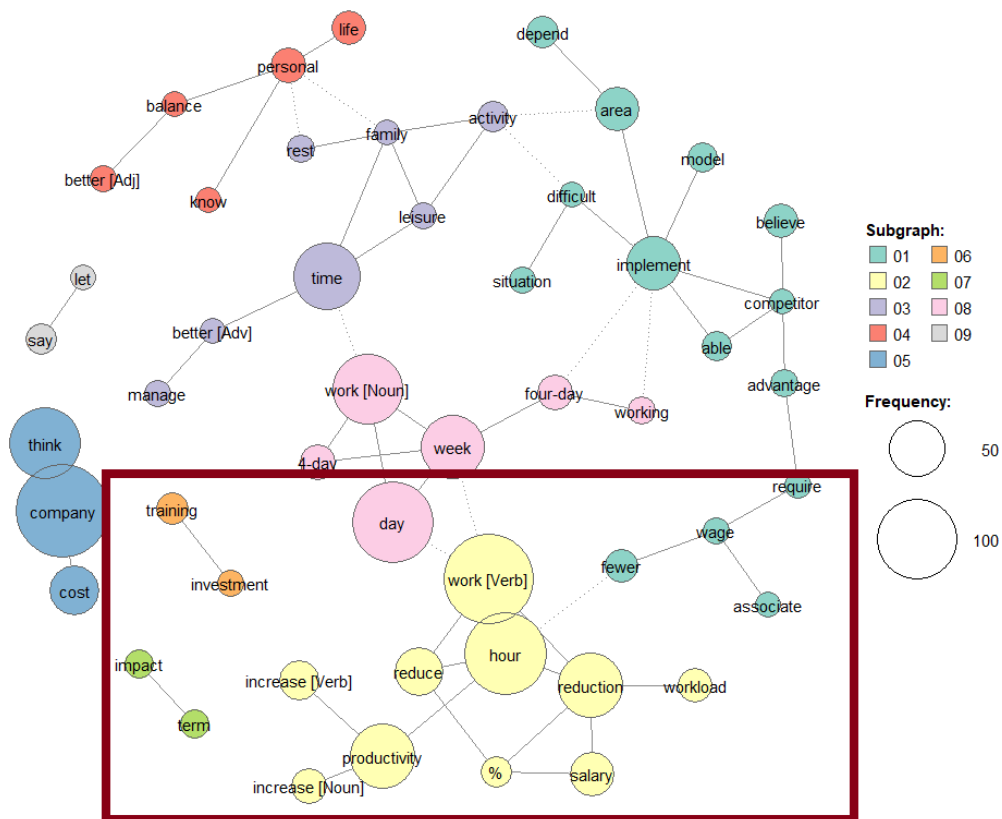 life
depend
personal
balance
area
activity
family
rest
model
better [Adj]
know
difficult
believe
leisure
Subgraph:
01 06
02 07
03 08
04 09
05
let
time
situation
implement
competitor
say
better [Adv]
able
manage
work [Noun]
four-day
working
advantage
Frequency:
50
100
think
week
4-day
company
require
training
day
wage
cost
investment
work [Verb]
fewer
associate
impact
hour
increase [Verb]
reduce
reduction
workload
term
productivity
increase [Noun]
%
salary